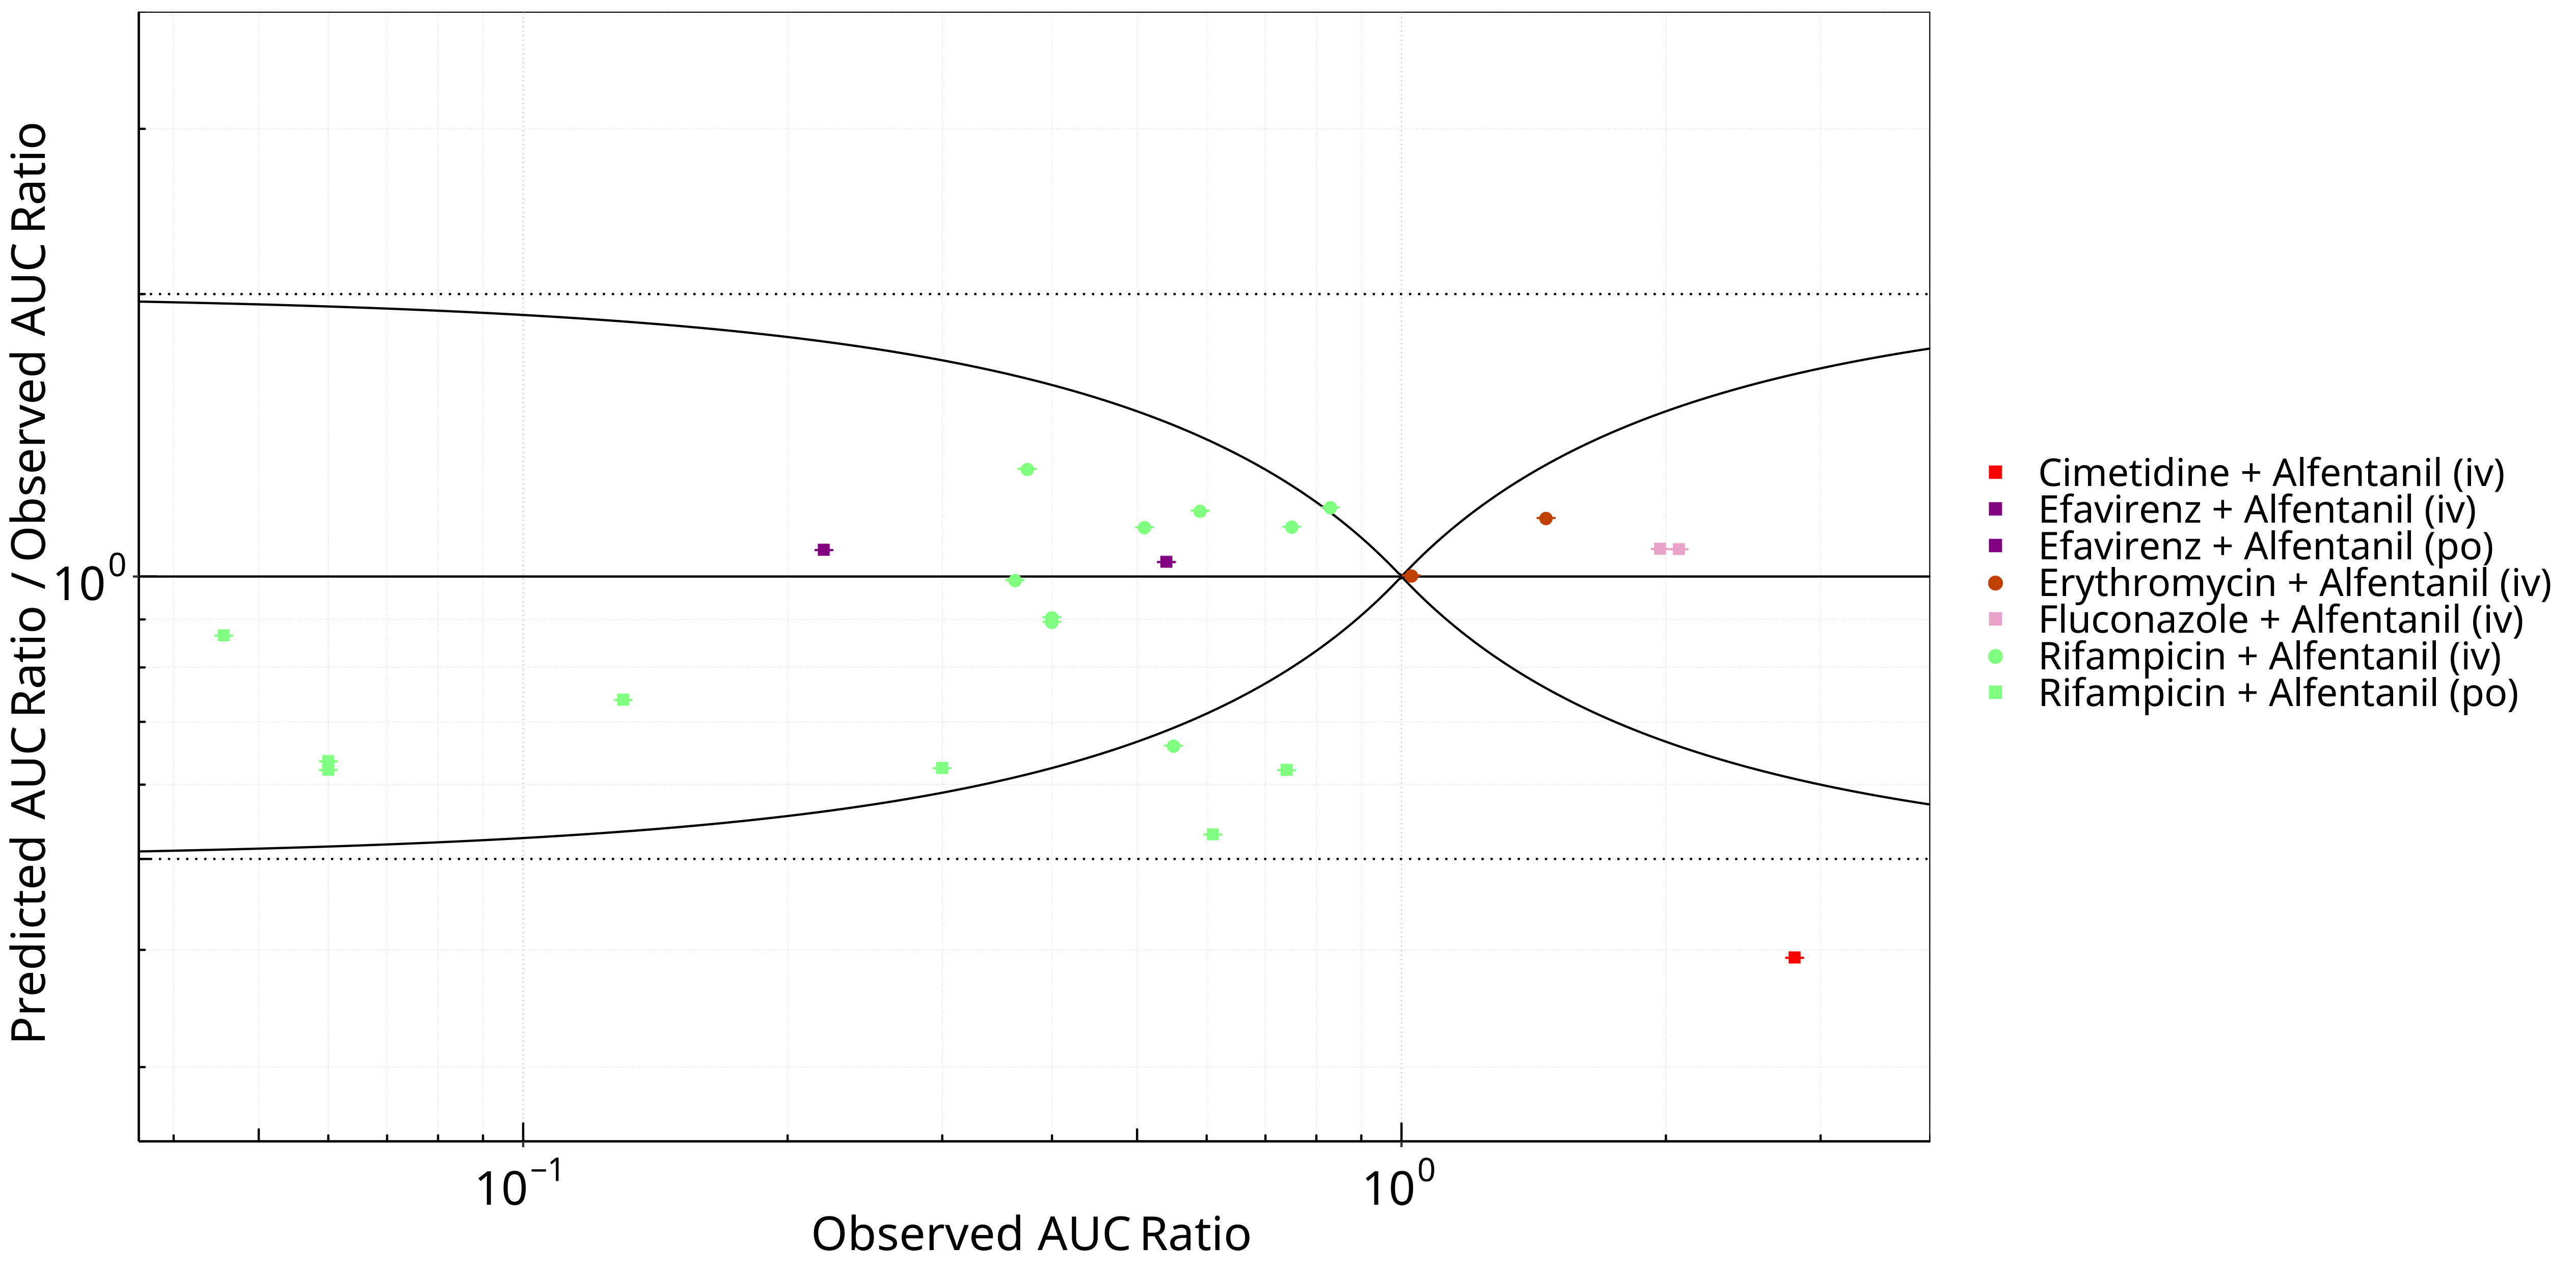 Predicted AUC Ratio / Observed AUC Ratio
10⁰
10⁻¹
10⁰
Observed AUC Ratio
Cimetidine + Alfentanil (iv)
Efavirenz + Alfentanil (iv)
Efavirenz + Alfentanil (po)
Erythromycin + Alfentanil (iv)
Fluconazole + Alfentanil (iv)
Rifampicin + Alfentanil (iv)
Rifampicin + Alfentanil (po)